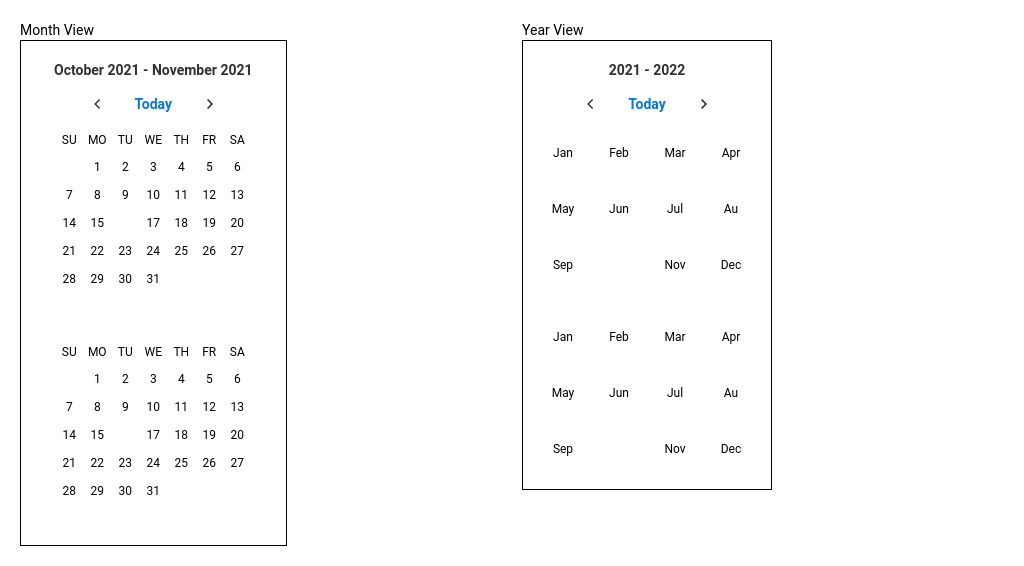 Month View
October 2021 - November 2021
Today
SU MO TU WE TH FR SA
1 2 3 4 5 6
7 8 9 10 11 12 13
14 15 17 18 19 20
21 22 23 24 25 26 27
28 29 30 31
SU MO TU WE TH FR SA
1 2 3 4 5 6
7 8 9 10 11 12 13
14 15 17 18 19 20
21 22 23 24 25 26 27
28 29 30 31
Year View
2021 - 2022
Today
Jan Feb Mar Apr
May Jun Jul Au
Sep Nov Dec
Jan Feb Mar Apr
May Jun Jul Au
Sep Nov Dec